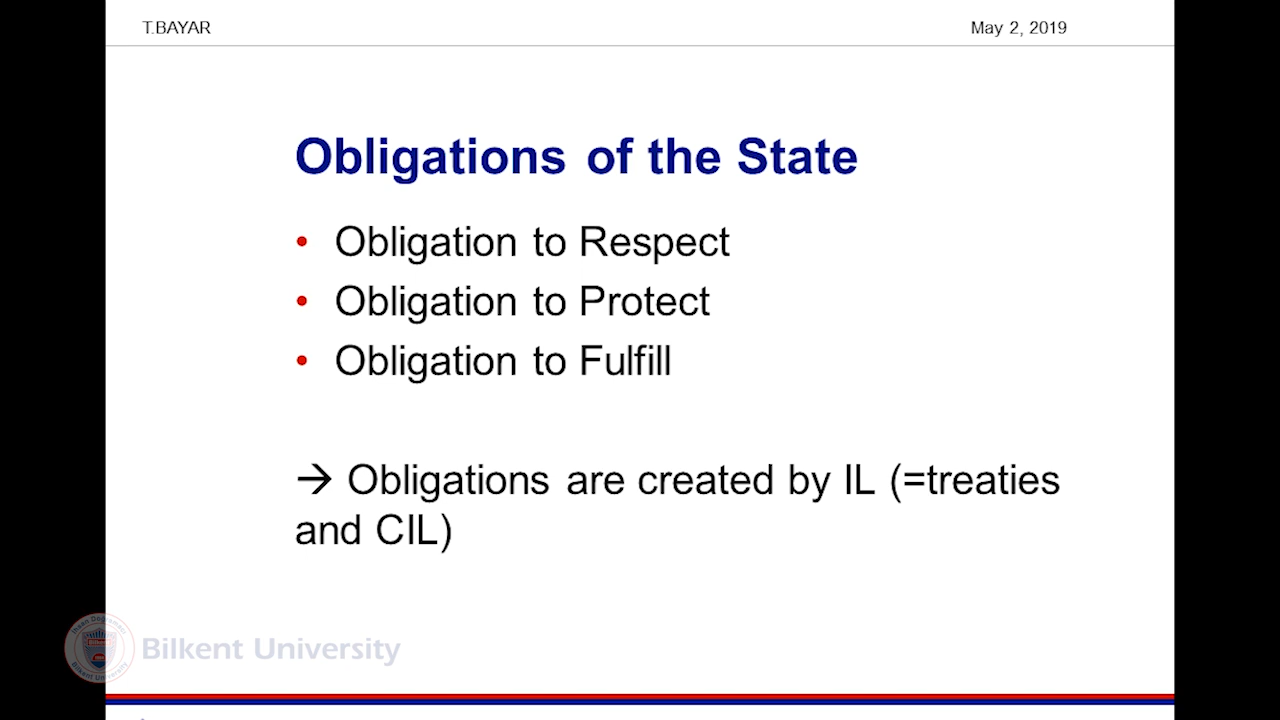 T.BAYAR
May 2, 2019
Obligations of the State
• Obligation to Respect
• Obligation to Protect
• Obligation to Fulfill
→ Obligations are created by IL (=treaties
and CIL)
Bilkent University